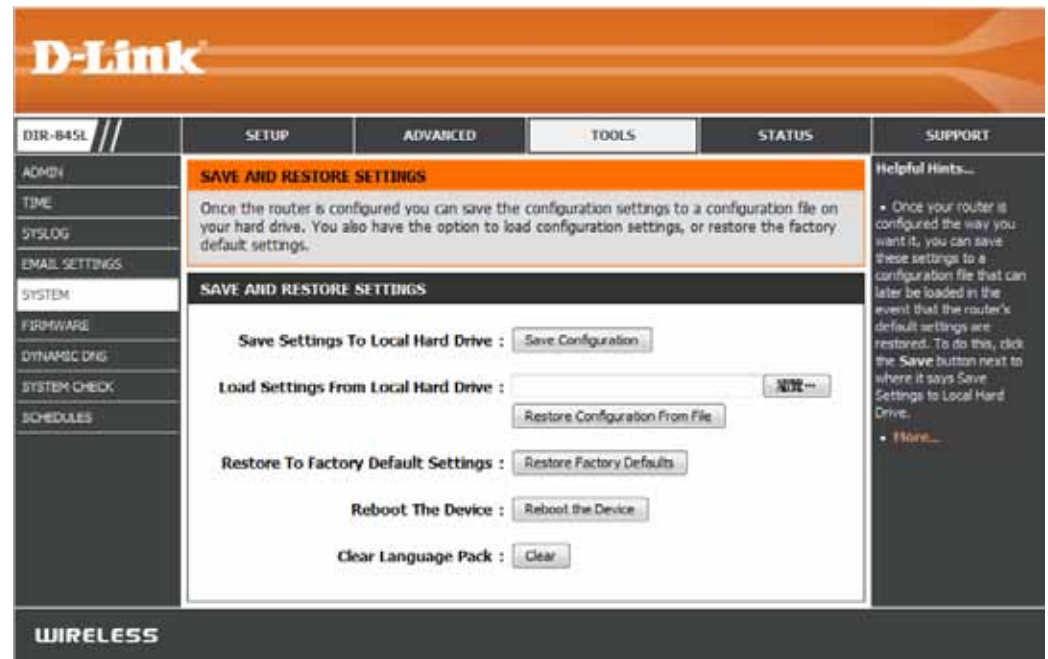 D-Link
DIR-845L
SETUP
ADVANCED
TOOLS
STATUS
SUPPORT
ADMIN
TIME
SYSLOG
EMAIL SETTINGS
SYSTEM
FIRMWARE
DYNAMIC DNS
SYSTEM CHECK
SCHEDULES
SAVE AND RESTORE SETTINGS
Once the router is configured you can save the configuration settings to a configuration file on
your hard drive. You also have the option to load configuration settings, or restore the factory
default settings.
SAVE AND RESTORE SETTINGS
Save Settings To Local Hard Drive : Save Configuration
Load Settings From Local Hard Drive : 瀏覽...
Restore Configuration From File
Restore To Factory Default Settings : Restore Factory Defaults
Reboot The Device : Reboot the Device
Clear Language Pack : Clear
Helpful Hints...
• Once your router is
configured the way you
want it, you can save
these settings to a
configuration file that can
later be loaded in the
event that the router's
default settings are
restored. To do this, click
the Save button next to
where it says Save
Settings to Local Hard
Drive.
• More...
WIRELESS